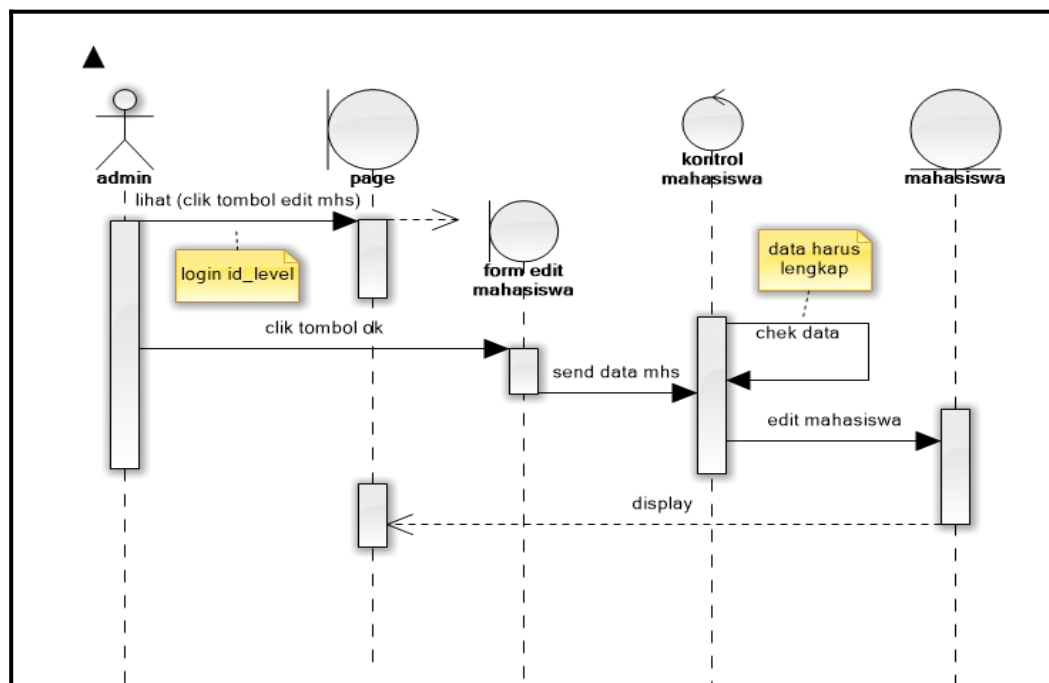 admin
page
kontrol
mahasiswa
mahasiswa
lihat (clik tombol edit mhs)
login id_level
form edit
mahasiswa
data harus
lengkap
clik tombol ok
chek data
send data mhs
edit mahasiswa
display